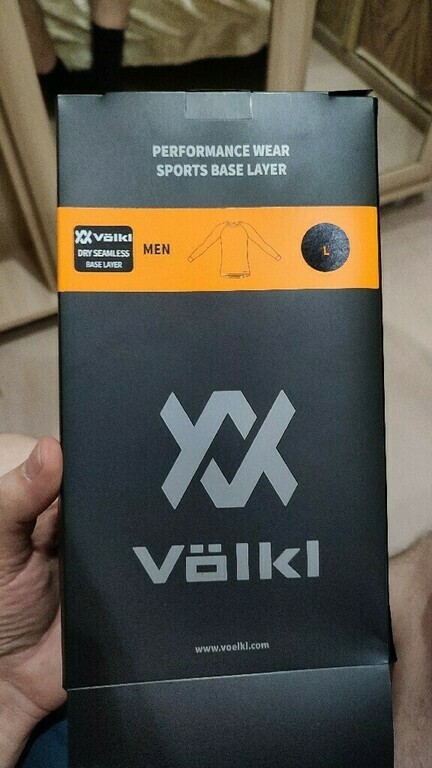 PERFORMANCE WEAR
SPORTS BASE LAYER
Völkl
DRY SEAMLESS
BASE LAYER
MEN
L
völkl
www.voelkl.com